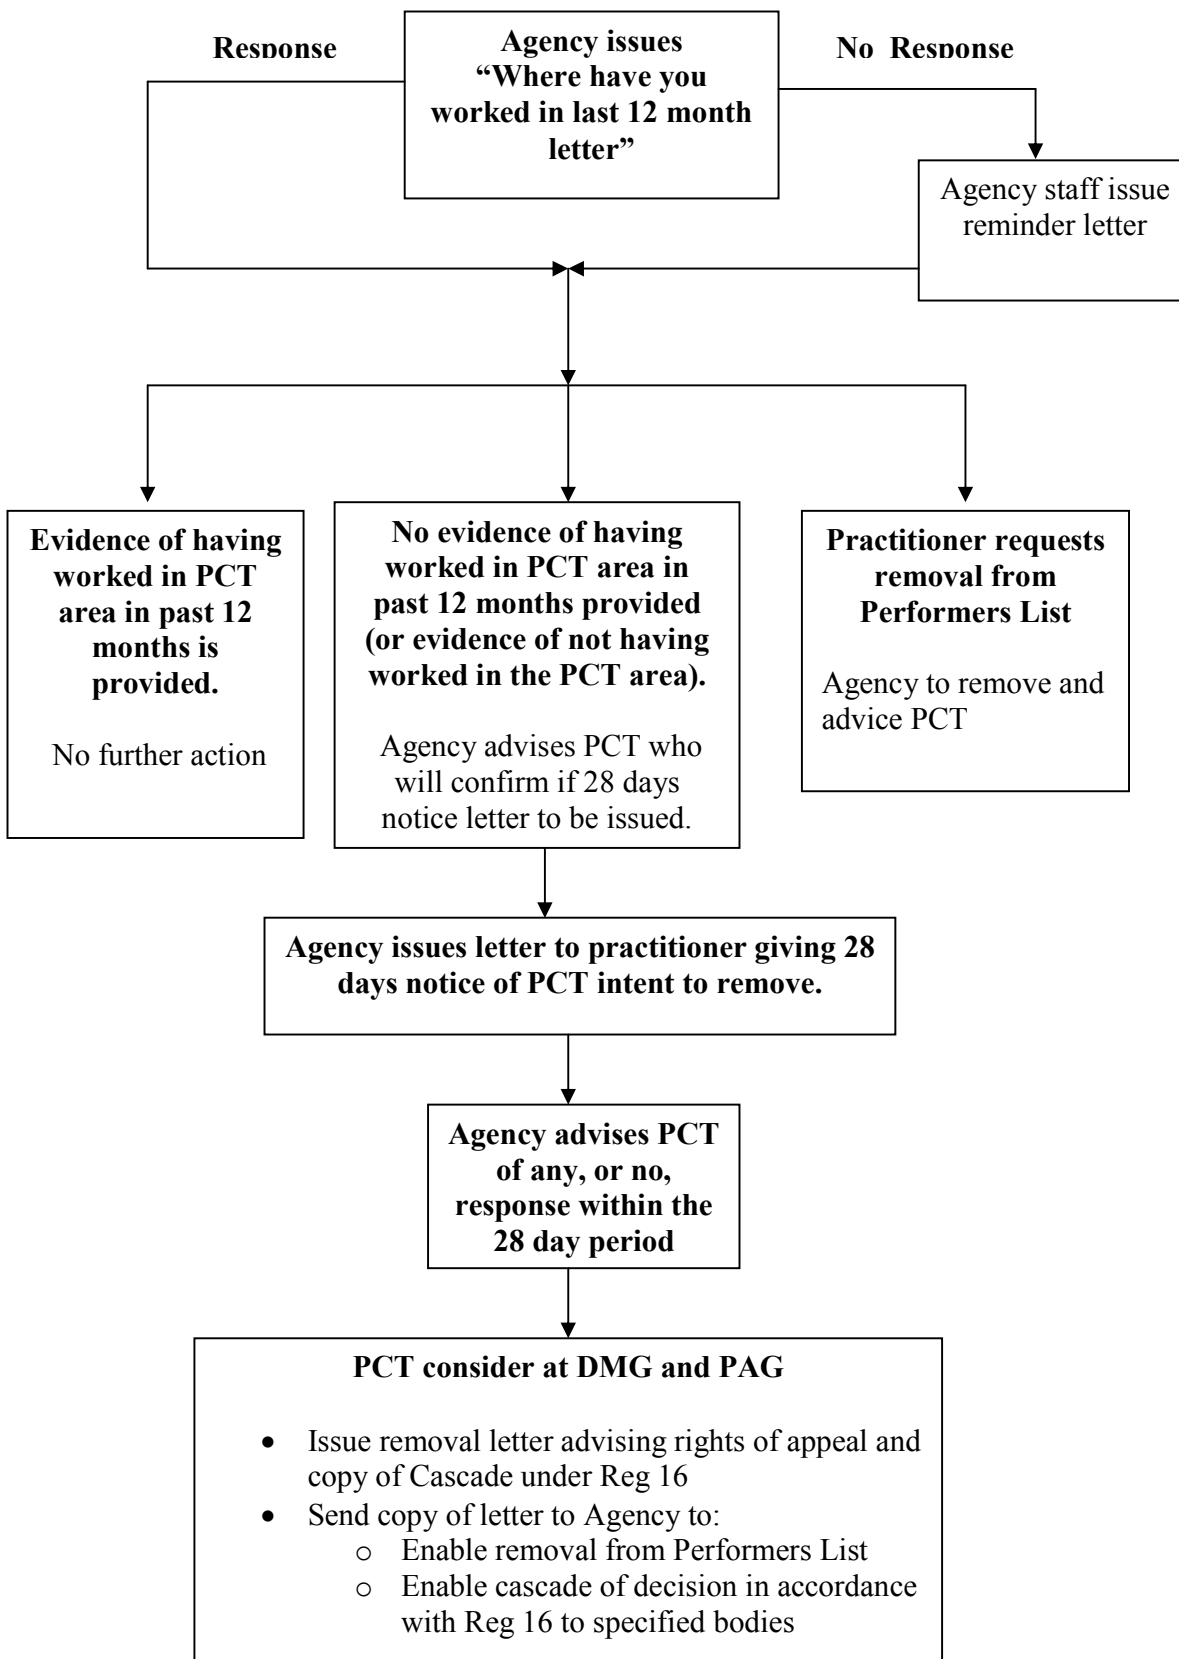 Response
Agency issues
“Where have you
worked in last 12 month
letter”
No Response
Agency staff issue
reminder letter
Evidence of having
worked in PCT
area in past 12
months is
provided.
No further action
No evidence of having
worked in PCT area in
past 12 months provided
(or evidence of not having
worked in the PCT area).
Agency advises PCT who
will confirm if 28 days
notice letter to be issued.
Practitioner requests
removal from
Performers List
Agency to remove and
advice PCT
Agency issues letter to practitioner giving 28
days notice of PCT intent to remove.
Agency advises PCT
of any, or no,
response within the
28 day period
PCT consider at DMG and PAG
• Issue removal letter advising rights of appeal and
copy of Cascade under Reg 16
• Send copy of letter to Agency to:
o Enable removal from Performers List
o Enable cascade of decision in accordance
with Reg 16 to specified bodies